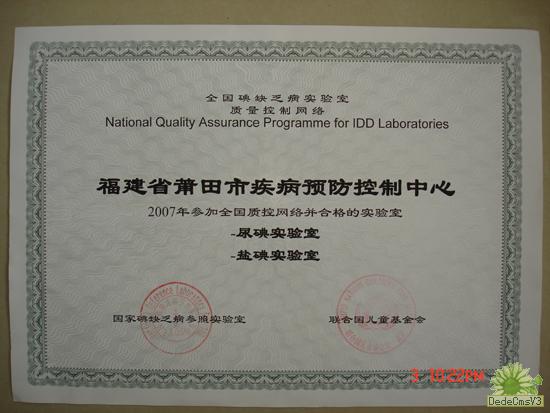 全国碘缺乏病实验室
质量控制网络
National Quality Assurance Programme for IDD Laboratories
福建省莆田市疾病预防控制中心
2007年参加全国质控网络并合格的实验室
-尿碘实验室
-盐碘实验室
国家碘缺乏病参照实验室
联合国儿童基金会
3 10:22PM
DedeCmsV3